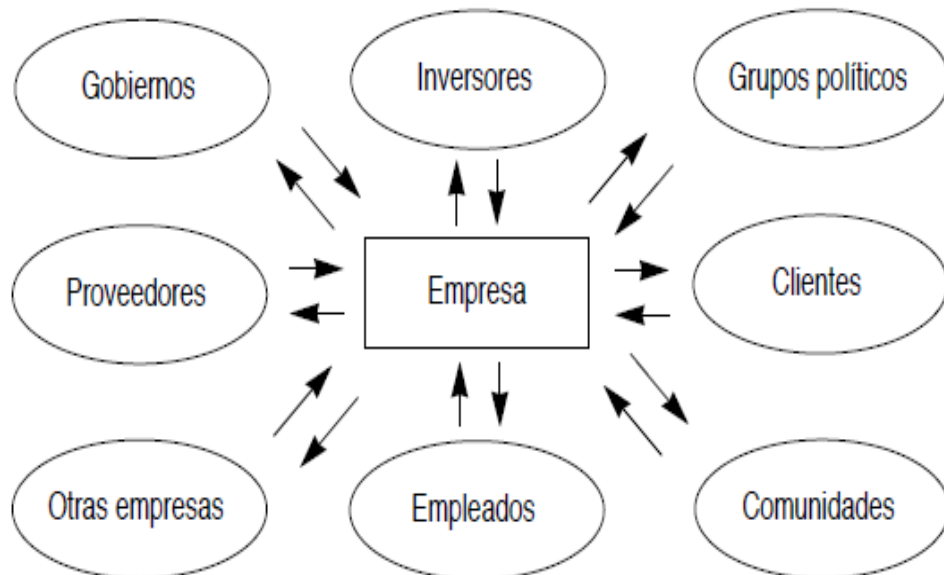 Gobiernos
Inversores
Grupos políticos
Proveedores
Empresa
Clientes
Otras empresas
Empleados
Comunidades